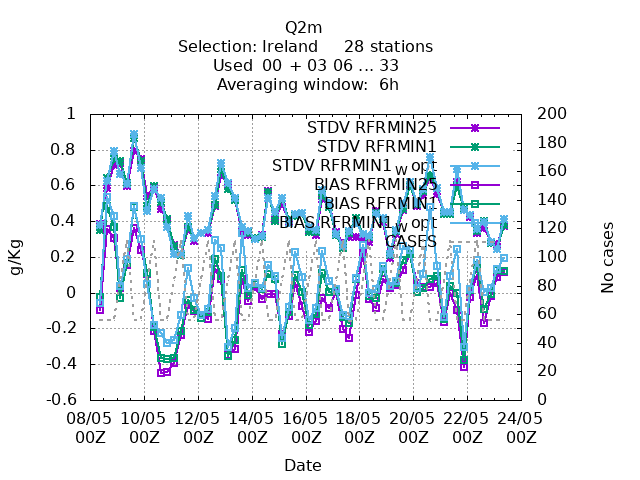 Q2m
Selection: Ireland 28 stations
Used 00 + 03 06 ... 33
Averaging window: 6h
1
0.8
0.6
0.4
0.2
0
-0.2
-0.4
-0.6
200
180
160
140
120
100
80
60
40
20
0
STDV RFRMIN25
STDV RFRMIN1
STDV RFRMIN1w opt
BIAS RFRMIN25
BIAS RFRMIN1
BIAS RFRMIN1w opt
CASES
g/Kg
No cases
08/05 10/05 12/05 14/05 16/05 18/05 20/05 22/05 24/05
00Z 00Z 00Z 00Z 00Z 00Z 00Z 00Z 00Z
Date